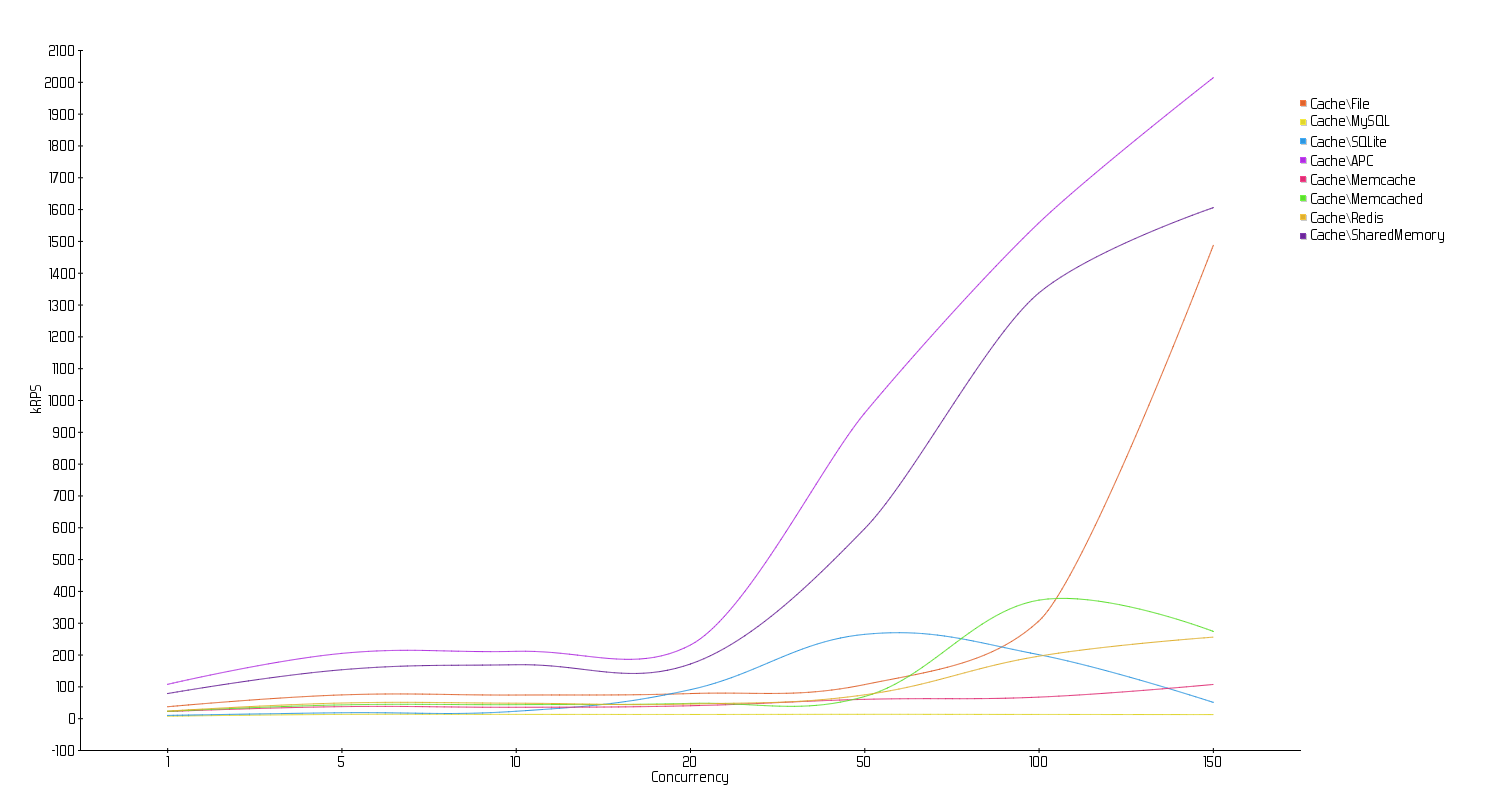 2100
2000
1900
1800
1700
1600
1500
1400
1300
1200
1100
1000
900
800
700
600
500
400
300
200
100
0
-100
kRPS
1 5 10 20 50 100 150
Concurrency
Cache\File
Cache\MySQL
Cache\SQLite
Cache\APC
Cache\Memcache
Cache\Memcached
Cache\Redis
Cache\SharedMemory